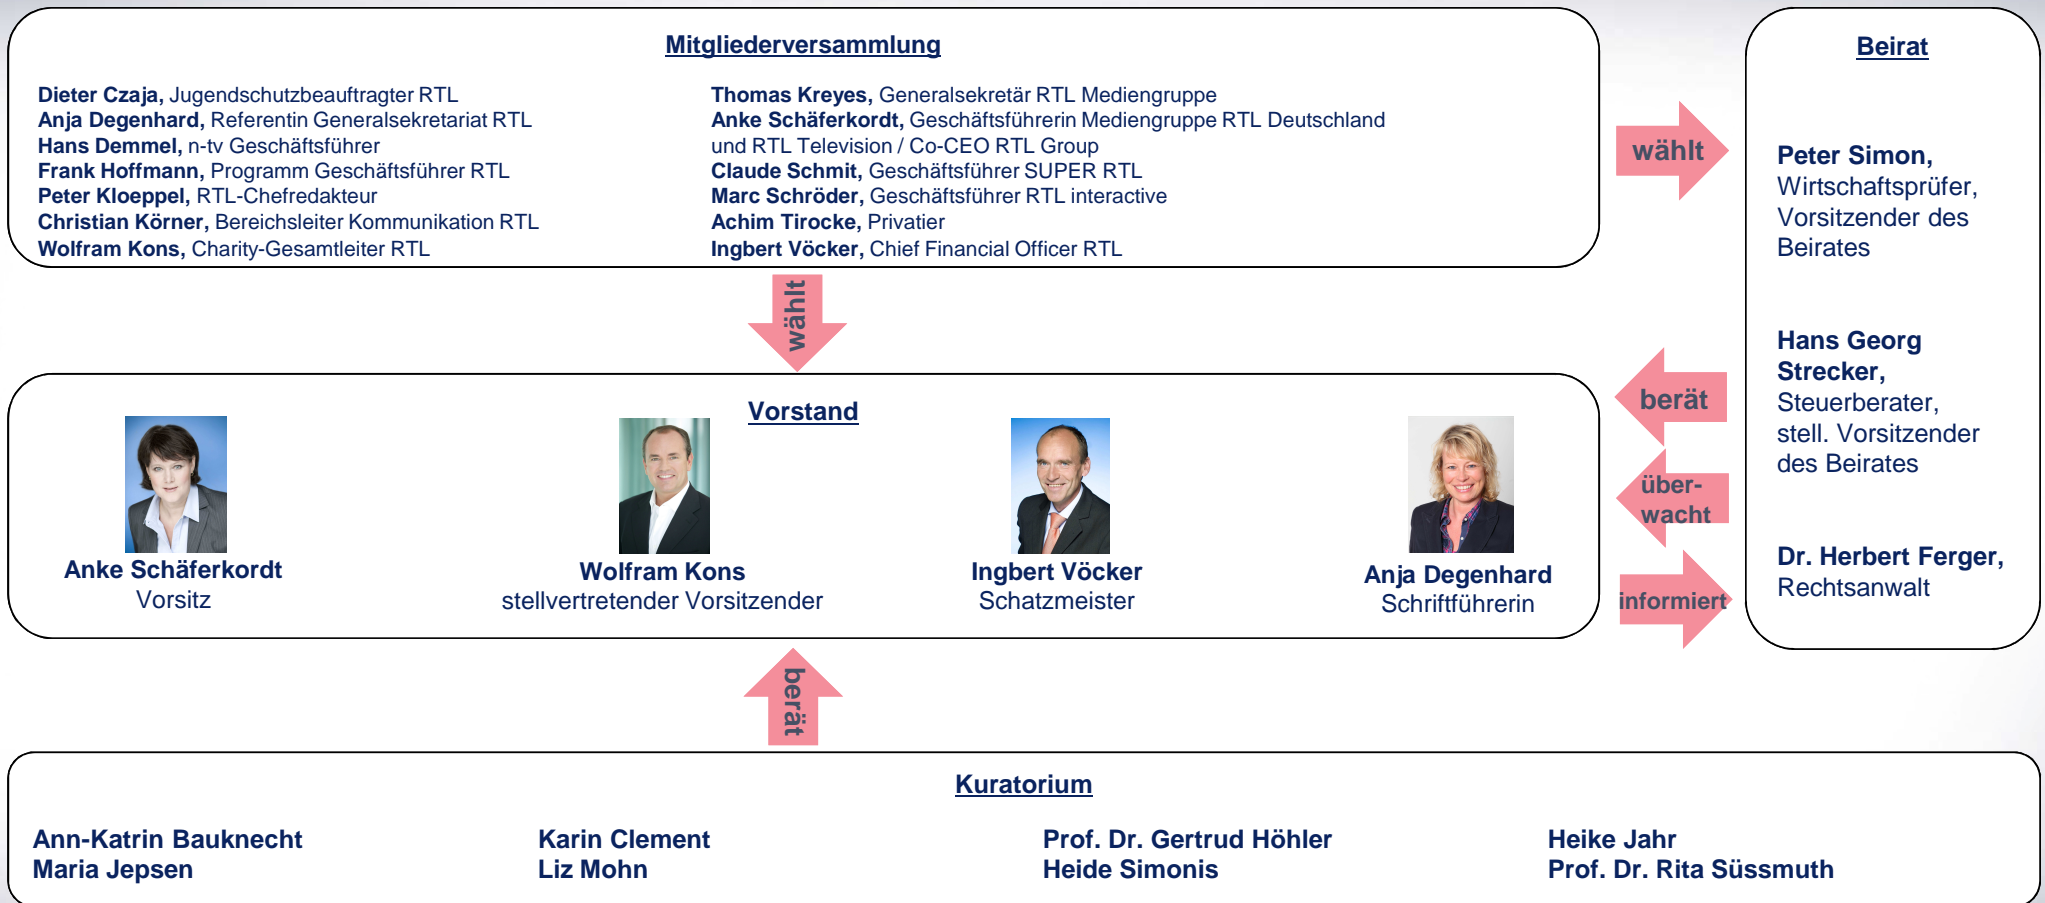 Mitgliederversammlung
Dieter Czaja, Jugendschutzbeauftragter RTL
Anja Degenhard, Referentin Generalsekretariat RTL
Hans Demmel, n-tv Geschäftsführer
Frank Hoffmann, Programm Geschäftsführer RTL
Peter Kloeppel, RTL-Chefredakteur
Christian Körner, Bereichsleiter Kommunikation RTL
Wolfram Kons, Charity-Gesamtleiter RTL
Thomas Kreyes, Generalsekretär RTL Mediengruppe
Anke Schäferkordt, Geschäftsführerin Mediengruppe RTL Deutschland
und RTL Television / Co-CEO RTL Group
Claude Schmit, Geschäftsführer SUPER RTL
Marc Schröder, Geschäftsführer RTL interactive
Achim Tirocke, Privatier
Ingbert Vöcker, Chief Financial Officer RTL
wählt
Beirat
Peter Simon,
Wirtschaftsprüfer,
Vorsitzender des
Beirates
Hans Georg
Strecker,
Steuerberater,
stell. Vorsitzender
des Beirates
Dr. Herbert Ferger,
Rechtsanwalt
wählt
Vorstand
Anke Schäferkordt
Vorsitz
Wolfram Kons
stellvertretender Vorsitzender
Ingbert Vöcker
Schatzmeister
Anja Degenhard
Schriftführerin
berät
über-
wacht
informiert
berät
Kuratorium
Ann-Katrin Bauknecht
Maria Jepsen
Karin Clement
Liz Mohn
Prof. Dr. Gertrud Höhler
Heide Simonis
Heike Jahr
Prof. Dr. Rita Süssmuth